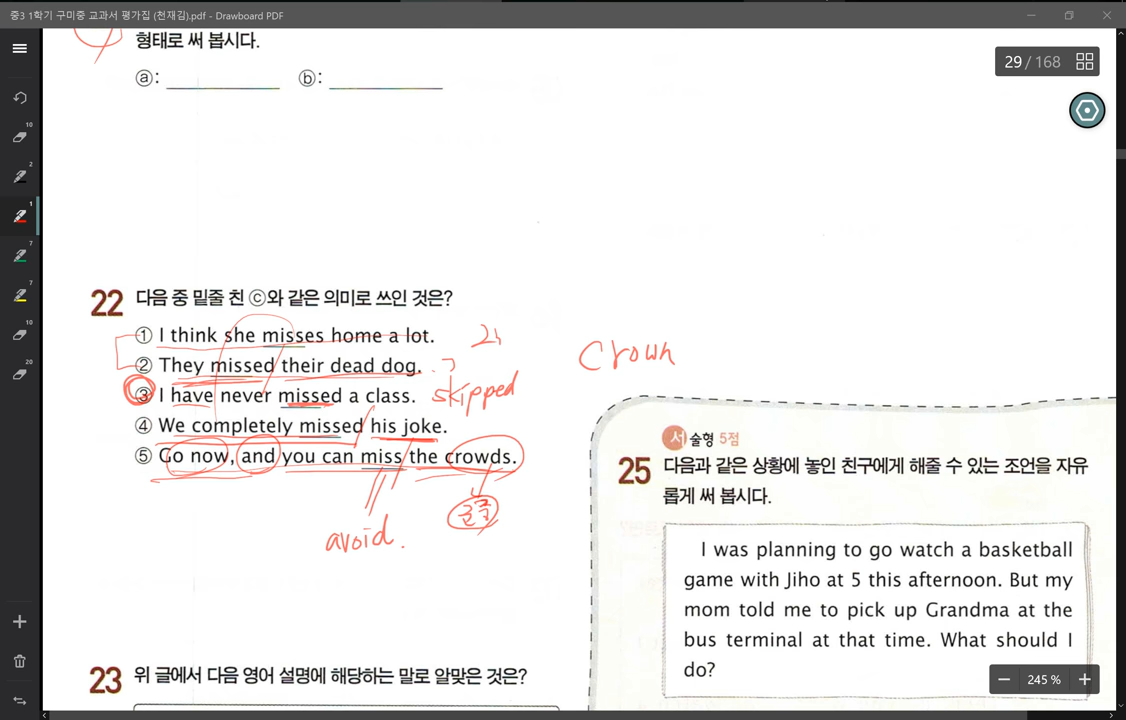 중3 1학기 구미중 교과서 평가집 (천재김).pdf - Drawboard PDF
형태로 써 봅시다.
29 / 168
ⓐ: ⓑ:
10
2
1
7
7
10
20
22 다음 중 밑줄 친 ⓒ와 같은 의미로 쓰인 것은?
① I think she misses home a lot.
② They missed their dead dog.
③ I have never missed a class. skipped
④ We completely missed his joke.
⑤ Go now, and you can miss the crowds.
avoid.
crown
서 술형 5점
25 다음과 같은 상황에 놓인 친구에게 해줄 수 있는 조언을 자유
롭게 써 봅시다.
I was planning to go watch a basketball
game with Jiho at 5 this afternoon. But my
mom told me to pick up Grandma at the
bus terminal at that time. What should I
do?
23 위 글에서 다음 영어 설명에 해당하는 말로 알맞은 것은?
245 %